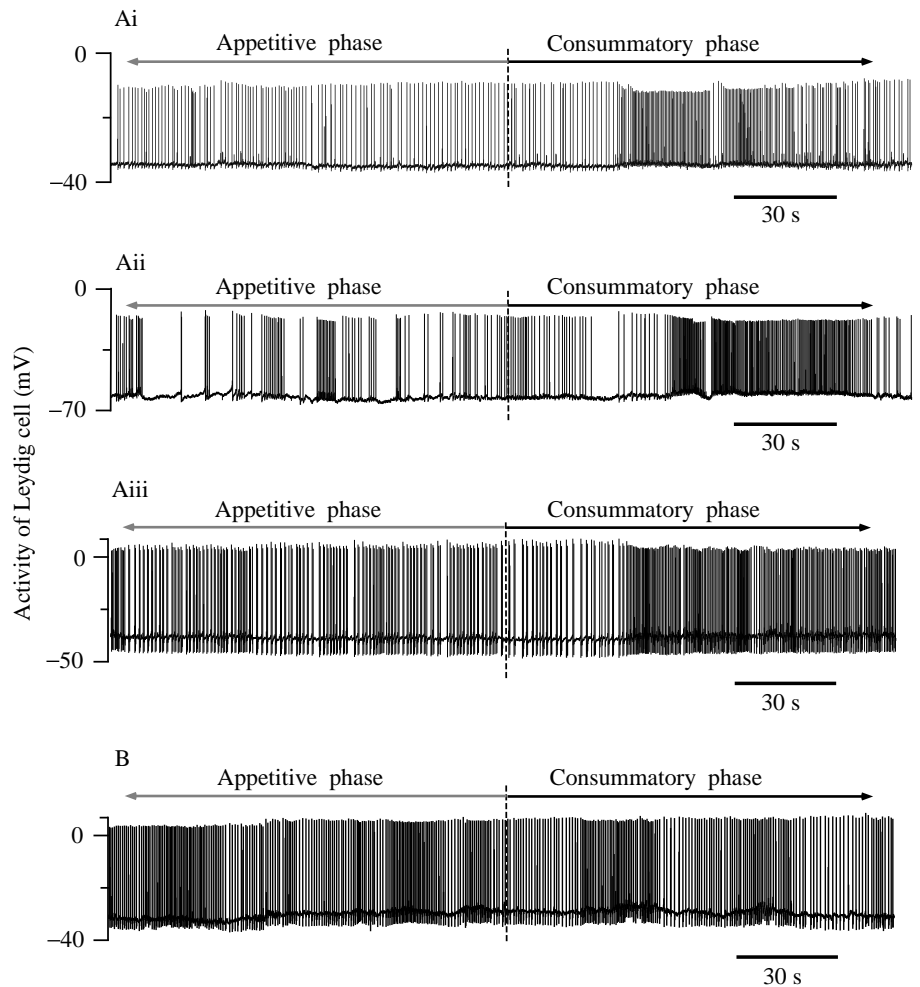 Ai
0
Appetitive phase
Consummatory phase
–40
30 s
Aii
0
Appetitive phase
Consummatory phase
–70
30 s
Activity of Leydig cell (mV)
Aiii
Appetitive phase
Consummatory phase
0
–50
30 s
B
Appetitive phase
Consummatory phase
0
–40
30 s